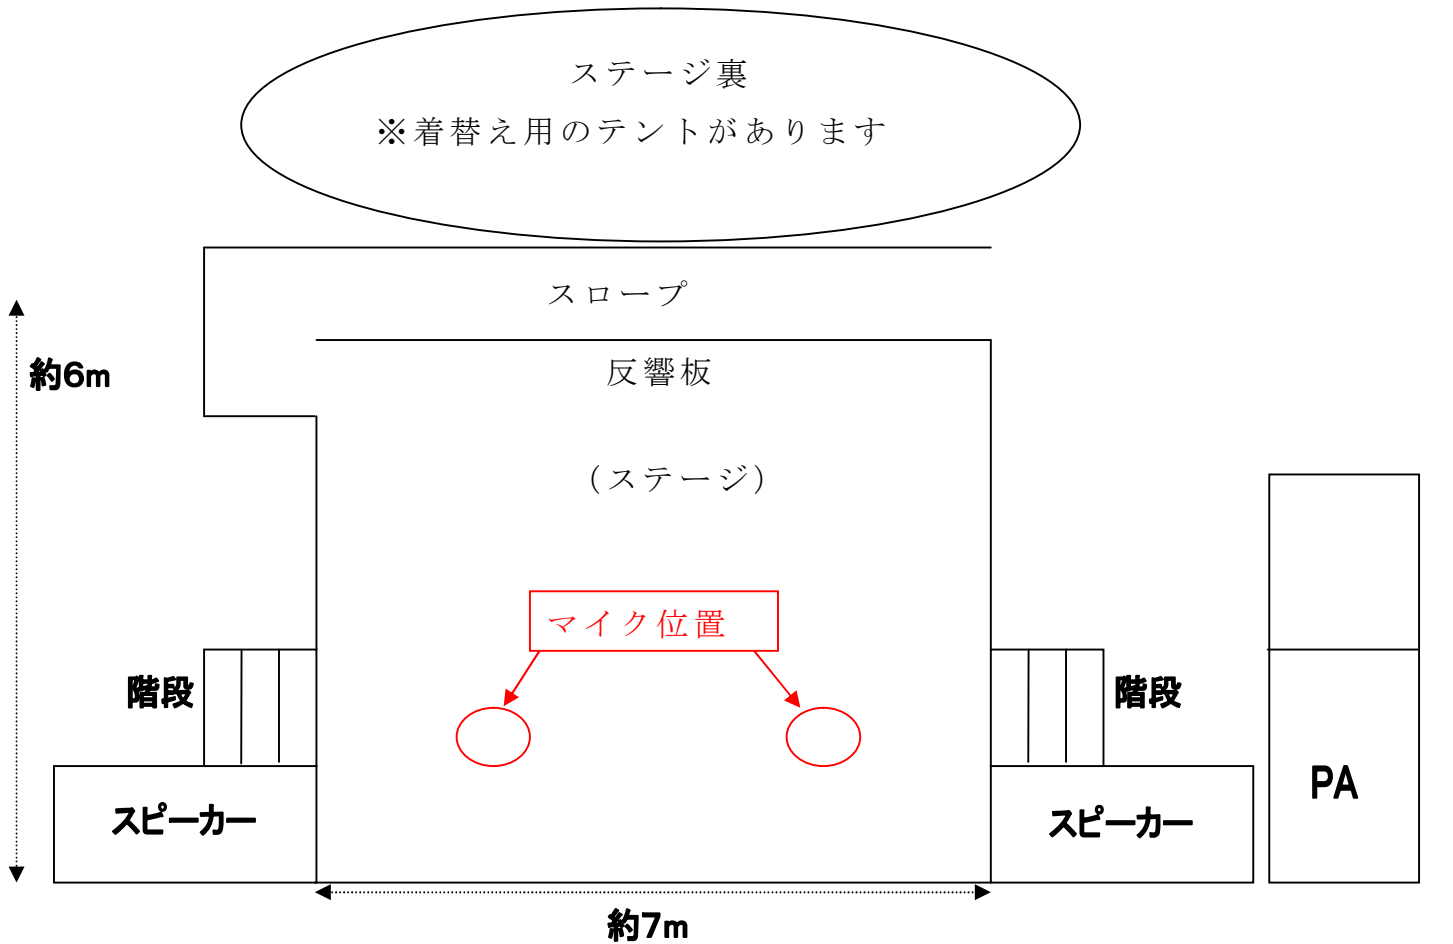 ステージ裏
※着替え用のテントがあります
スロープ
約6m
反響板
（ステージ）
マイク位置
階段
階段
スピーカー
スピーカー
PA
約7m